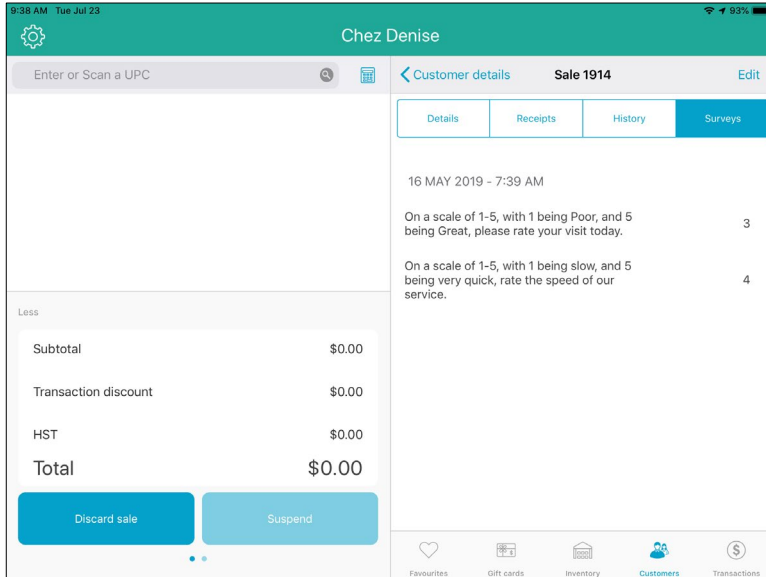 9:38 AM Tue Jul 23
93%
Chez Denise
Enter or Scan a UPC
Customer details
Sale 1914
Edit
Details
Receipts
History
Surveys
16 MAY 2019 - 7:39 AM
On a scale of 1-5, with 1 being Poor, and 5
being Great, please rate your visit today.
3
On a scale of 1-5, with 1 being slow, and 5
being very quick, rate the speed of our
service.
4
Less
Subtotal
$0.00
Transaction discount
$0.00
HST
$0.00
Total
$0.00
Discard sale
Suspend
Favourites
Gift cards
Inventory
Customers
Transactions